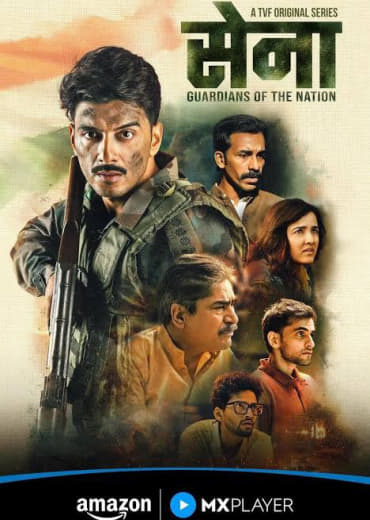 A TVF ORIGINAL SERIES
सेना
GUARDIANS OF THE NATION
amazon MXPLAYER